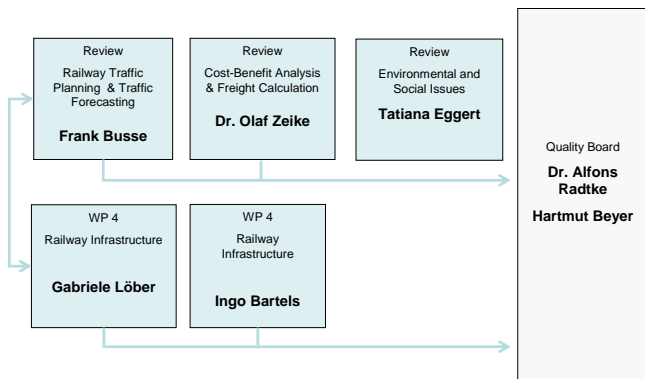 Review
Railway Traffic
Planning & Traffic
Forecasting
Frank Busse
Review
Cost-Benefit Analysis
& Freight Calculation
Dr. Olaf Zeike
Review
Environmental and
Social Issues
Tatiana Eggert
WP 4
Railway Infrastructure
Gabriele Löber
WP 4
Railway
Infrastructure
Ingo Bartels
Quality Board
Dr. Alfons
Radtke
Hartmut Beyer